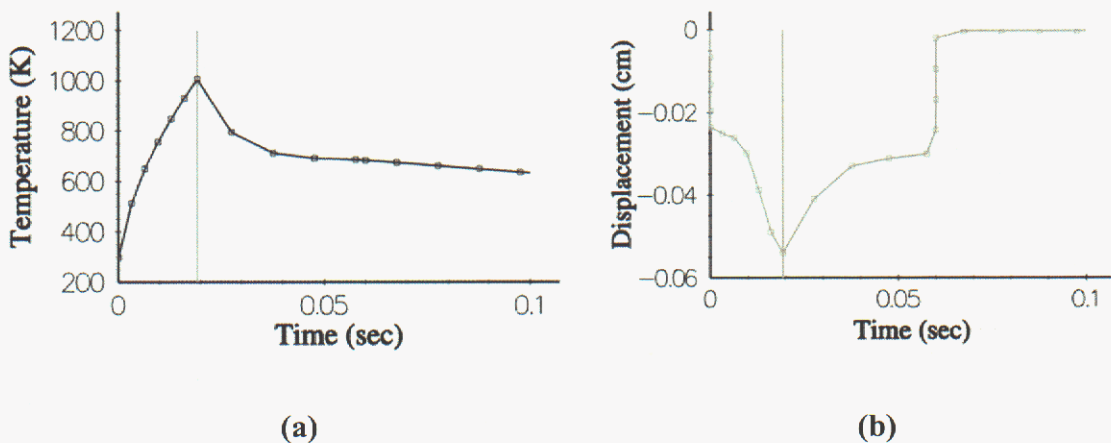 1200
1000
800
600
400
200
0
0.05
0.1
Temperature (K)
Time (sec)
(a)
0
−0.02
−0.04
−0.06
0
0.05
0.1
Displacement (cm)
Time (sec)
(b)